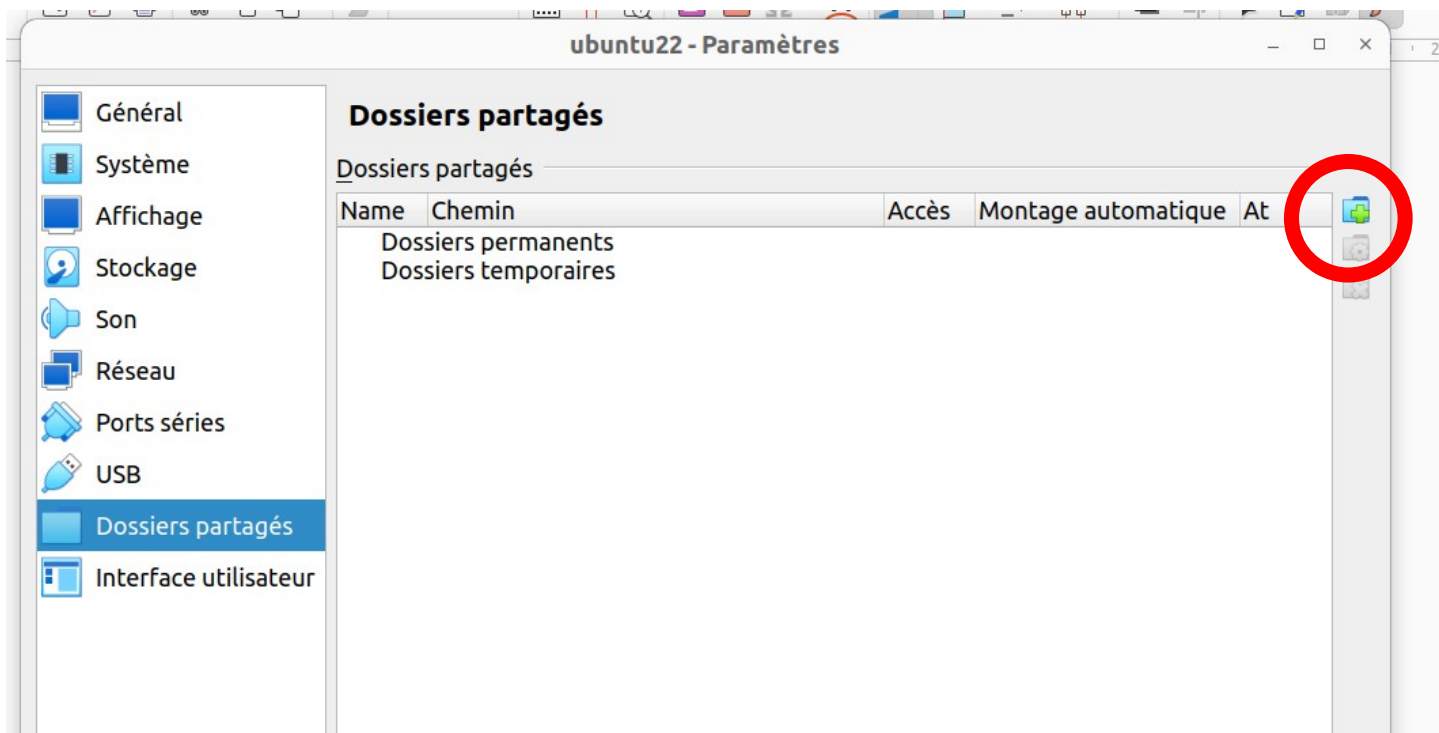 ubuntu22 - Paramètres
Général
Système
Affichage
Stockage
Son
Réseau
Ports séries
USB
Dossiers partagés
Interface utilisateur
Dossiers partagés
Dossiers partagés
Name Chemin Accès Montage automatique At
Dossiers permanents
Dossiers temporaires
2